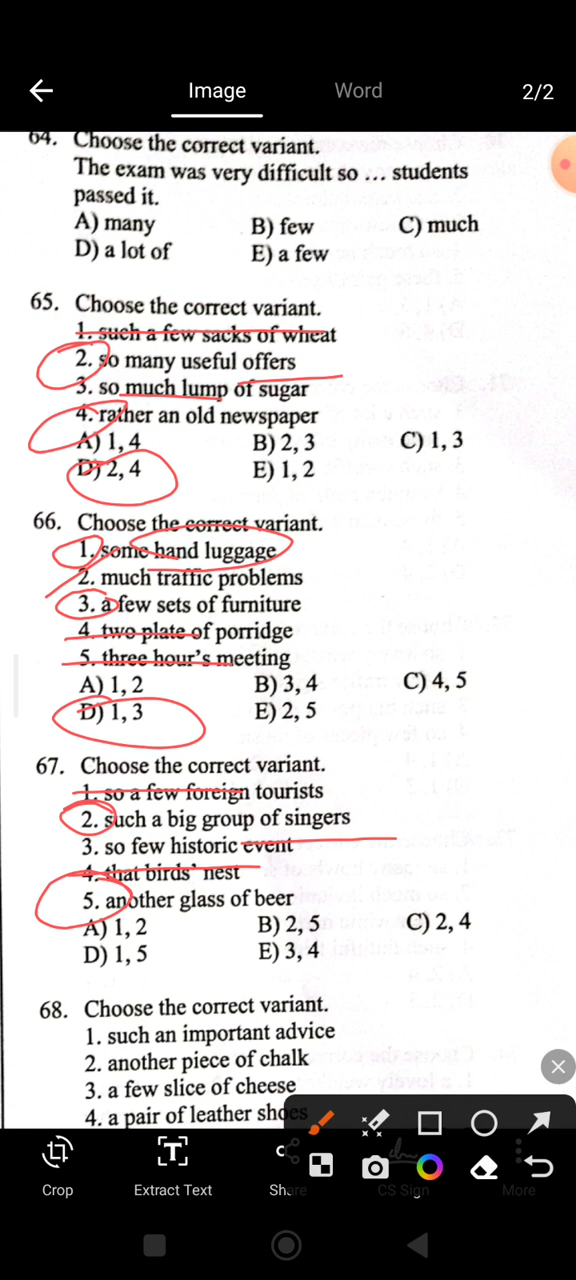 Image Word 2/2
64. Choose the correct variant.
The exam was very difficult so ... students
passed it.
A) many B) few C) much
D) a lot of E) a few
65. Choose the correct variant.
1. such a few sacks of wheat
2. so many useful offers
3. so much lump of sugar
4. rather an old newspaper
A) 1, 4 B) 2, 3 C) 1, 3
D) 2, 4 E) 1, 2
66. Choose the correct variant.
1. some hand luggage
2. much traffic problems
3. a few sets of furniture
4. two plate of porridge
5. three hour's meeting
A) 1, 2 B) 3, 4 C) 4, 5
D) 1, 3 E) 2, 5
67. Choose the correct variant.
1. so a few foreign tourists
2. such a big group of singers
3. so few historic event
4. that birds' nest
5. another glass of beer
A) 1, 2 B) 2, 5 C) 2, 4
D) 1, 5 E) 3, 4
68. Choose the correct variant.
1. such an important advice
2. another piece of chalk
3. a few slice of cheese
4. a pair of leather shoes
Crop Extract Text Share CS Sign More